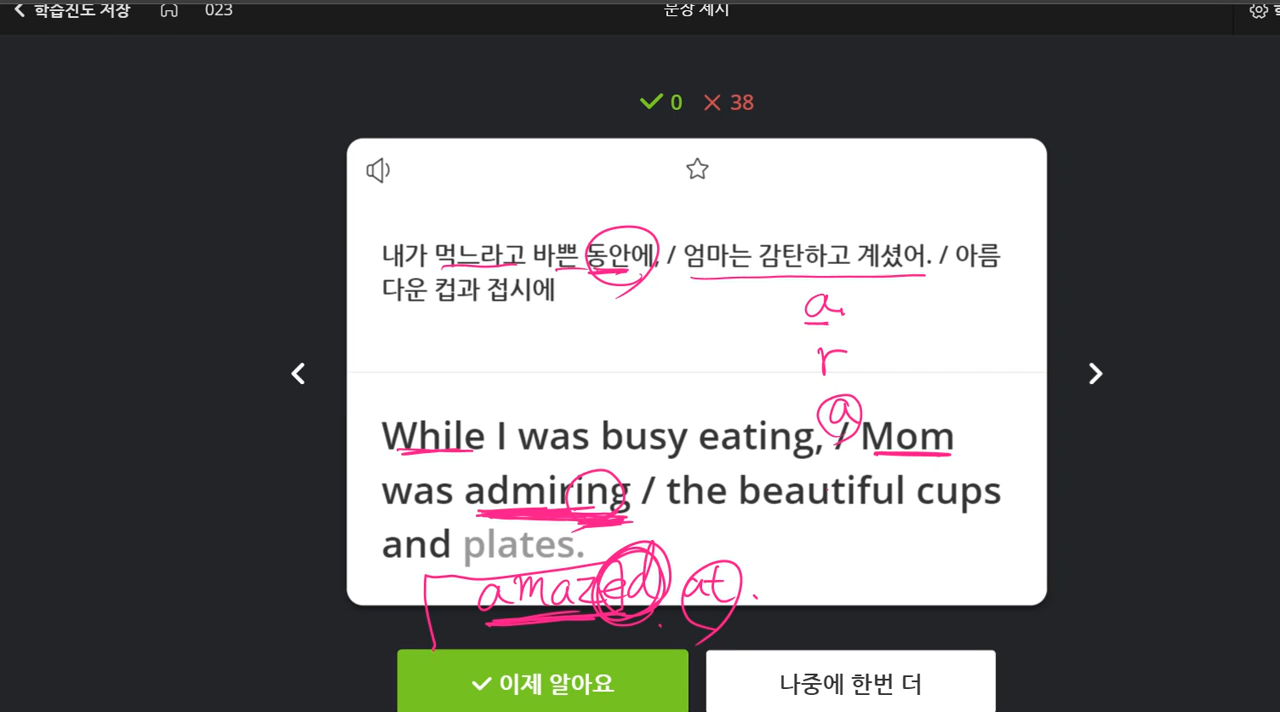 학습진도 저장 023 문장 제시
0 38
내가 먹느라고 바쁜 동안에, / 엄마는 감탄하고 계셨어. / 아름
다운 컵과 접시에
a
r
a
While I was busy eating, / Mom
was admiring / the beautiful cups
and plates.
amazed at.
이제 알아요 나중에 한번 더